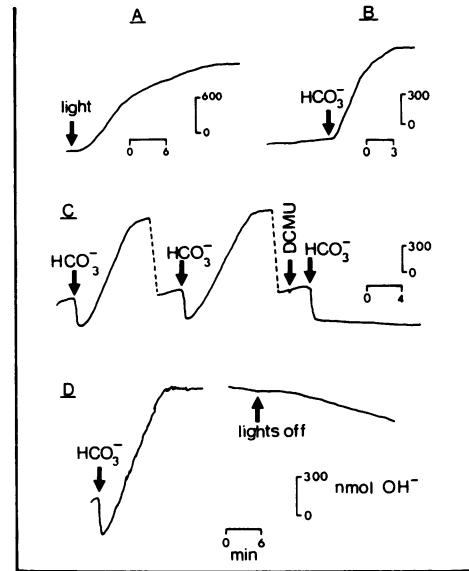 A
B
light
600
0
0 6
HCO₃⁻
300
0
0 3
C
HCO₃⁻
HCO₃⁻
DCMU
HCO₃⁻
300
0
0 4
D
HCO₃⁻
lights off
300 nmol OH⁻
0
0 6
min